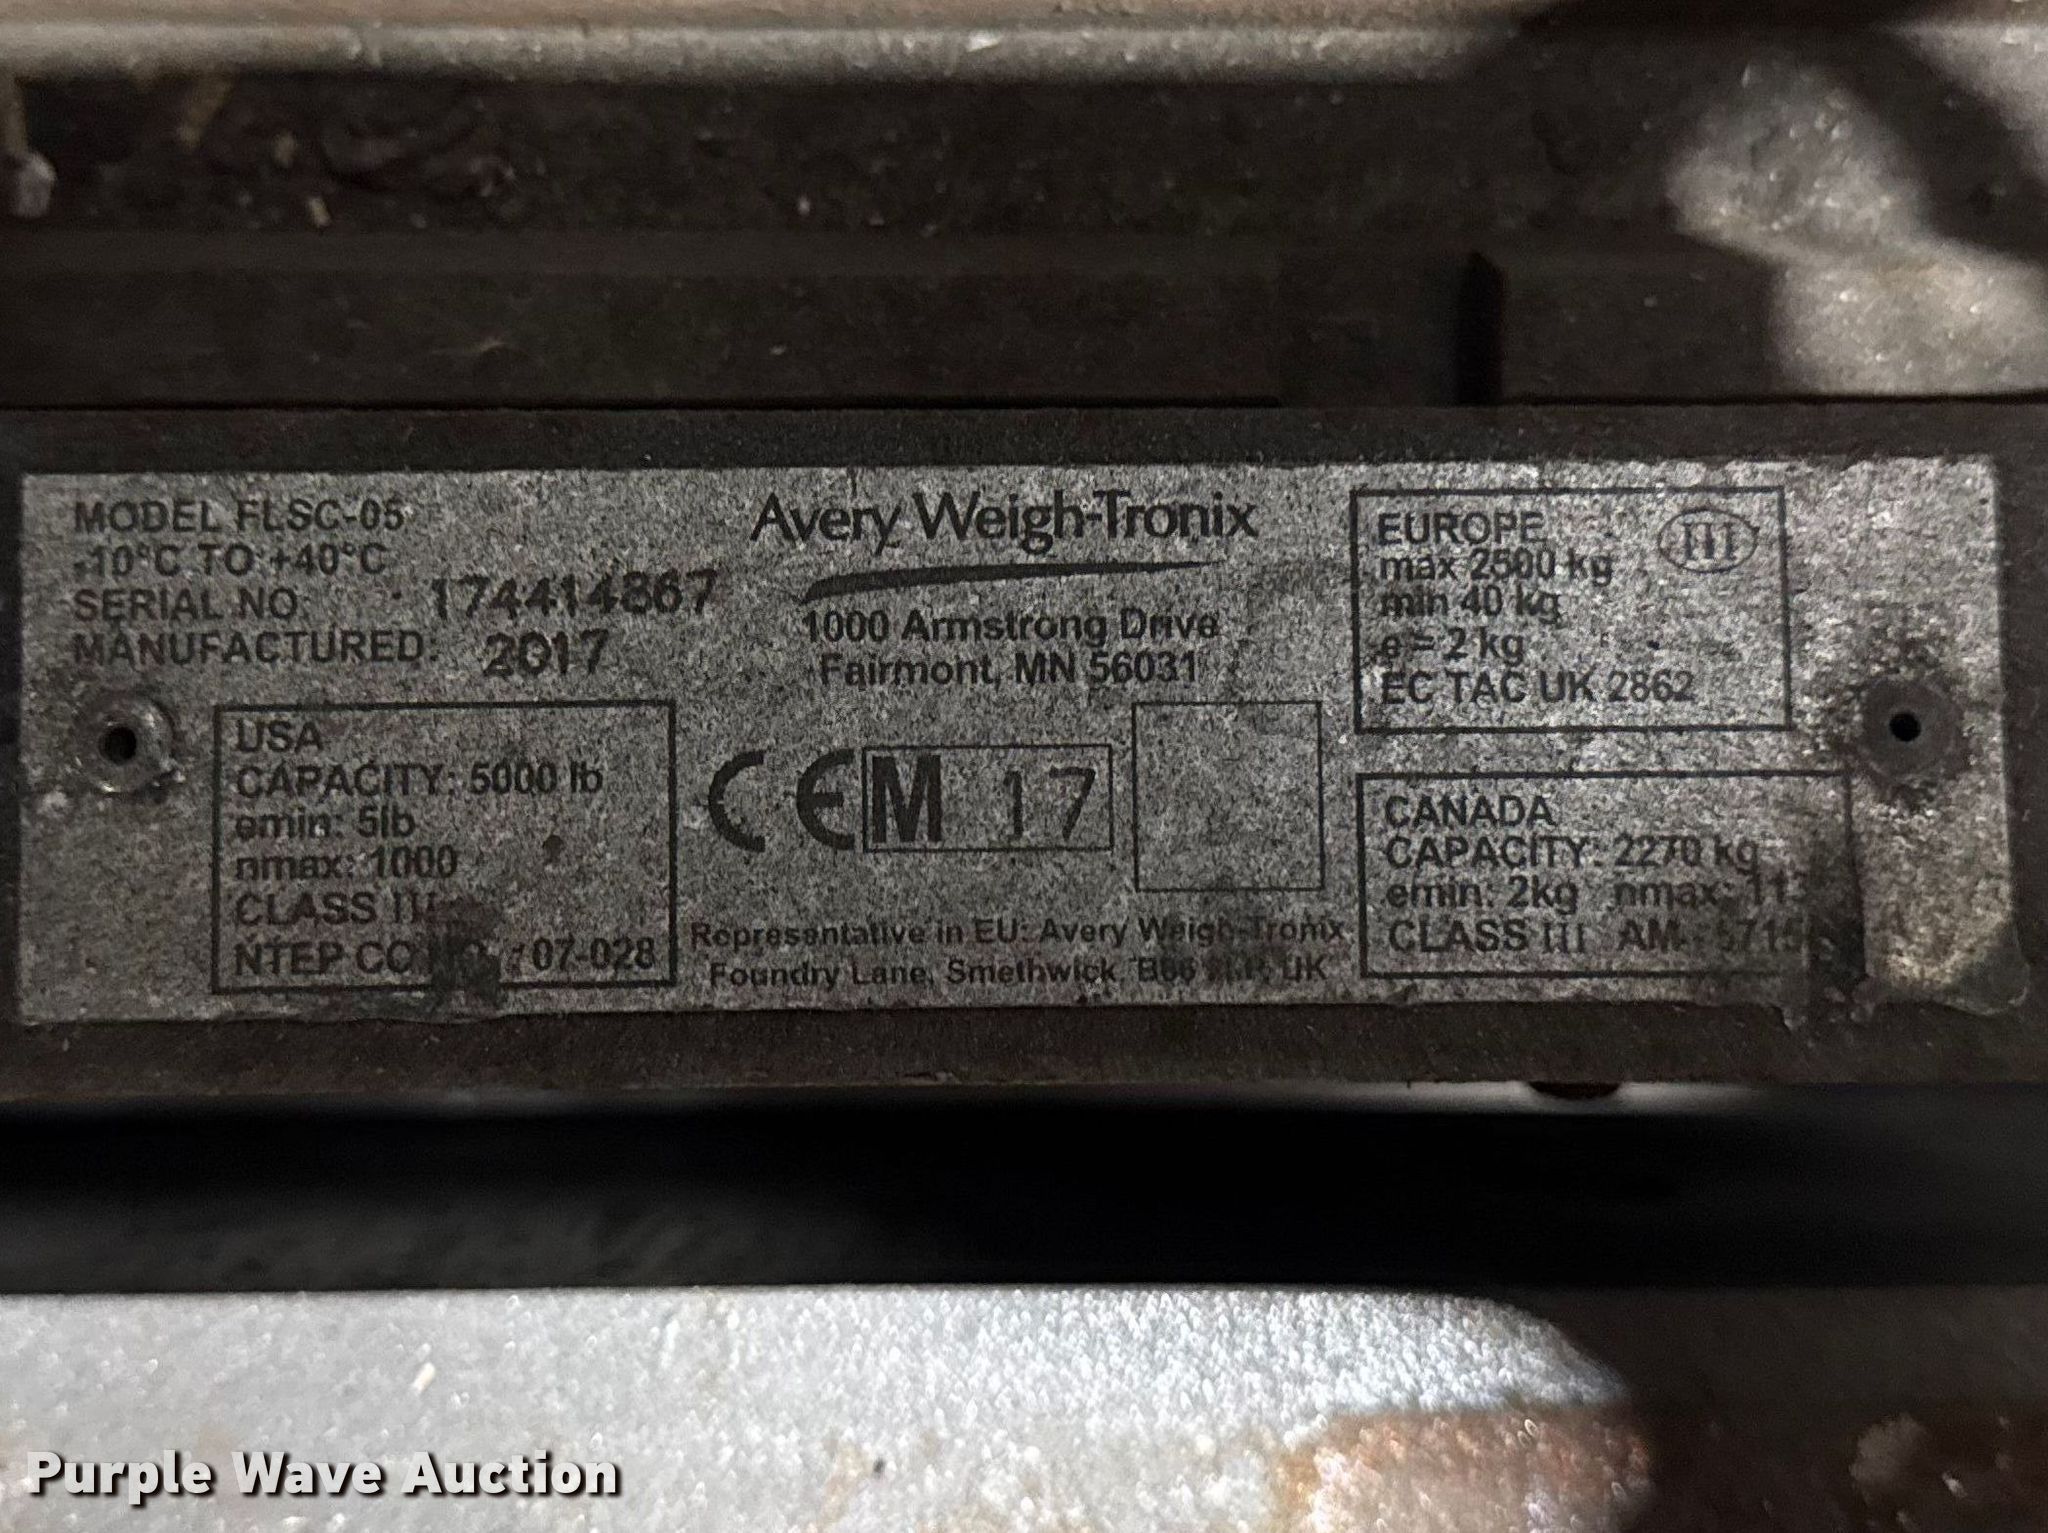 MODEL FLSC-05
-10°C TO +40°C
SERIAL NO: 174414867
MANUFACTURED: 2017
USA
CAPACITY: 5000 lb
emin: 5lb
nmax: 1000
CLASS III
NTEP CC 07-028
Avery Weigh-Tronix
1000 Armstrong Drive
Fairmont, MN 56031
CE M 17
Representative in EU: Avery Weigh-Tronix
Foundry Lane, Smethwick, UK
EUROPE III
max 2500 kg
min 40 kg
e = 2 kg
EC TAC UK 2862
CANADA
CAPACITY: 2270 kg
emin: 2kg nmax:
CLASS III AM-
Purple Wave Auction